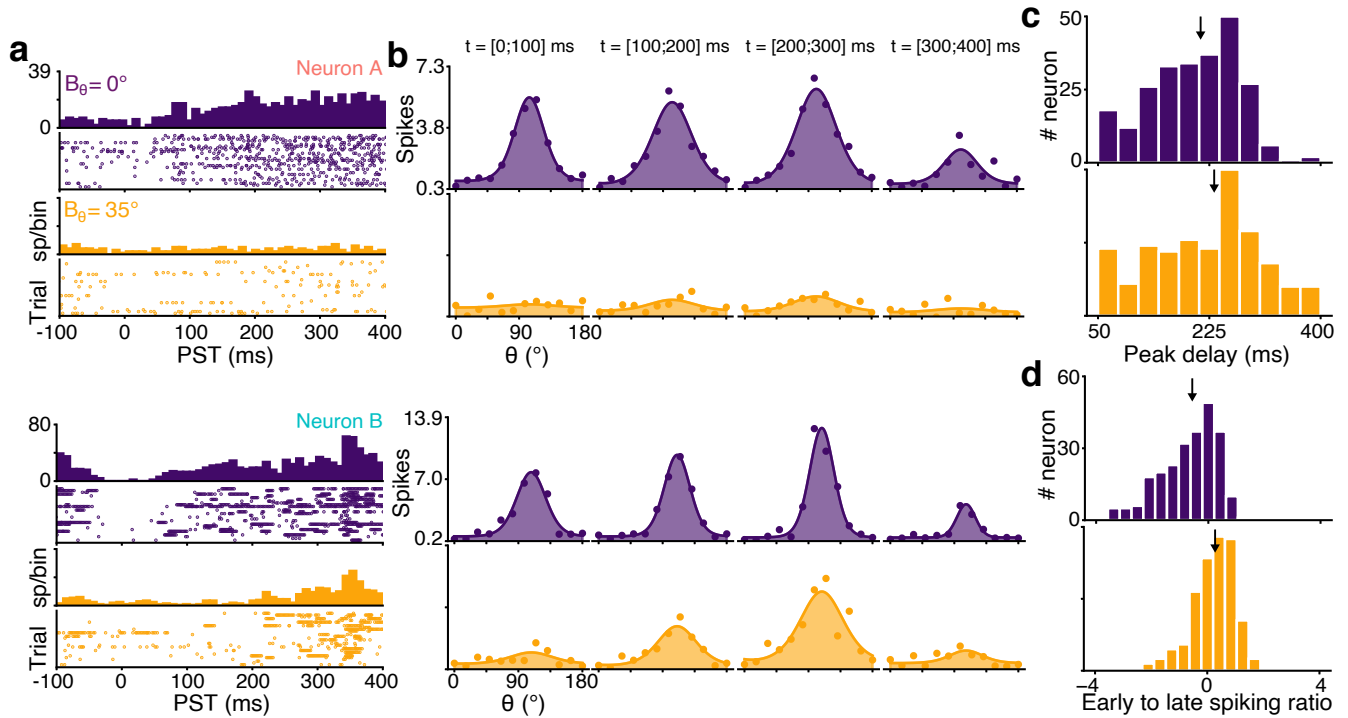 a
Neuron A
B_θ = 0°
39
0
B_θ = 35°
sp/bin
Trial
-100 0 100 200 300 400
PST (ms)
Neuron B
80
0
sp/bin
Trial
-100 0 100 200 300 400
PST (ms)
b
t = [0;100] ms t = [100;200] ms t = [200;300] ms t = [300;400] ms
7.3
3.8
0.3
Spikes
0 90 180
θ (°)
13.9
7.0
0.2
Spikes
0 90 180
θ (°)
c
50
25
0
# neuron
50 225 400
Peak delay (ms)
d
60
30
0
# neuron
−4 0 4
Early to late spiking ratio